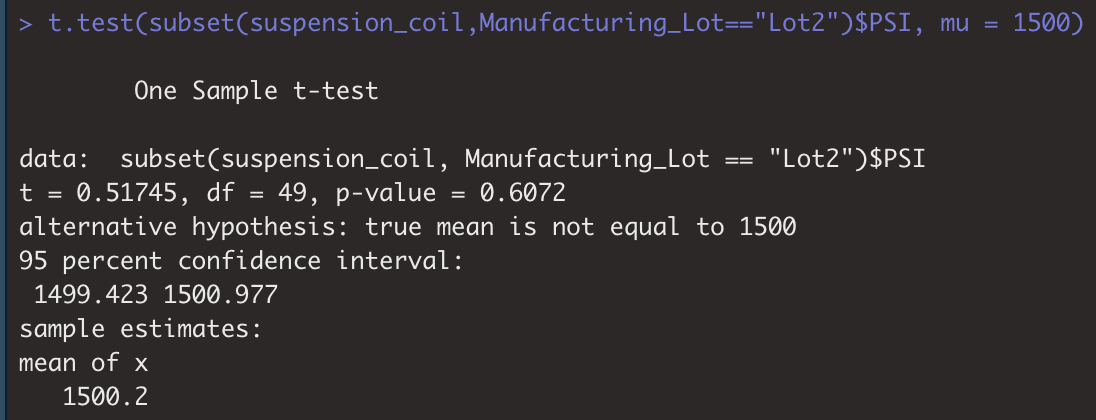 > t.test(subset(suspension_coil,Manufacturing_Lot=="Lot2")$PSI, mu = 1500)
One Sample t-test
data:  subset(suspension_coil, Manufacturing_Lot == "Lot2")$PSI
t = 0.51745, df = 49, p-value = 0.6072
alternative hypothesis: true mean is not equal to 1500
95 percent confidence interval:
1499.423 1500.977
sample estimates:
mean of x
1500.2